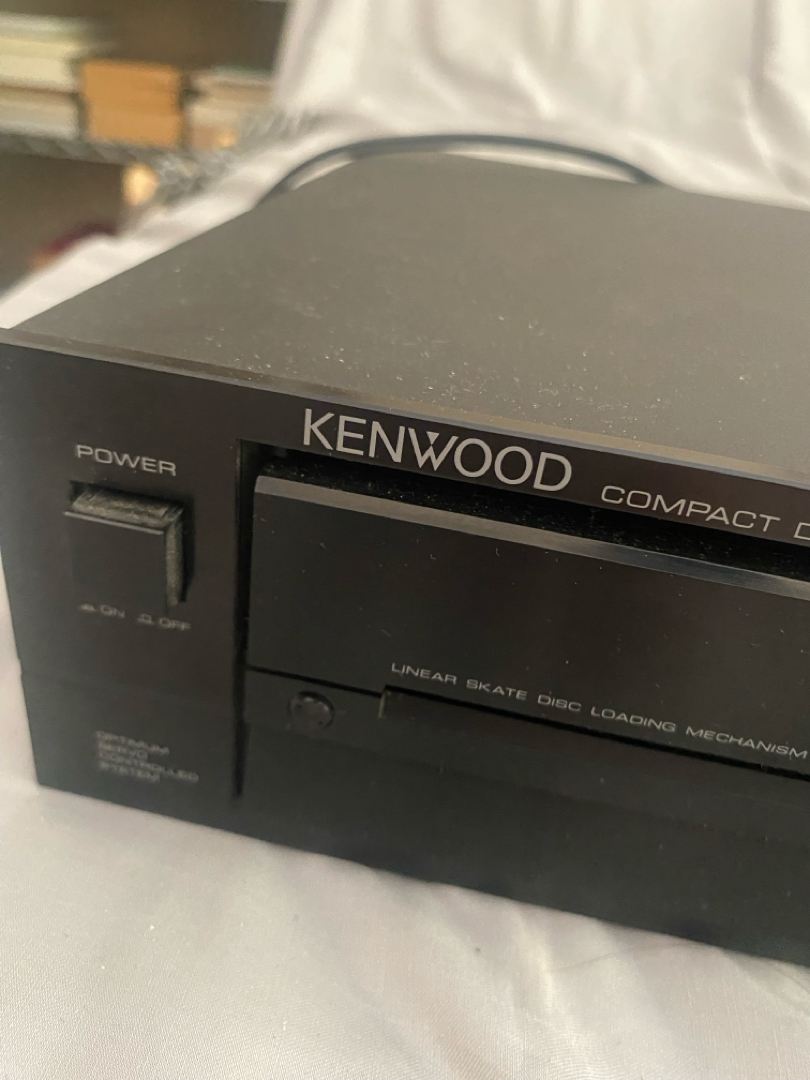 KENWOOD
COMPACT D
POWER
ON OFF
LINEAR SKATE DISC LOADING MECHANISM
OPTIMUM
SERVO
CONTROLLED
SYSTEM